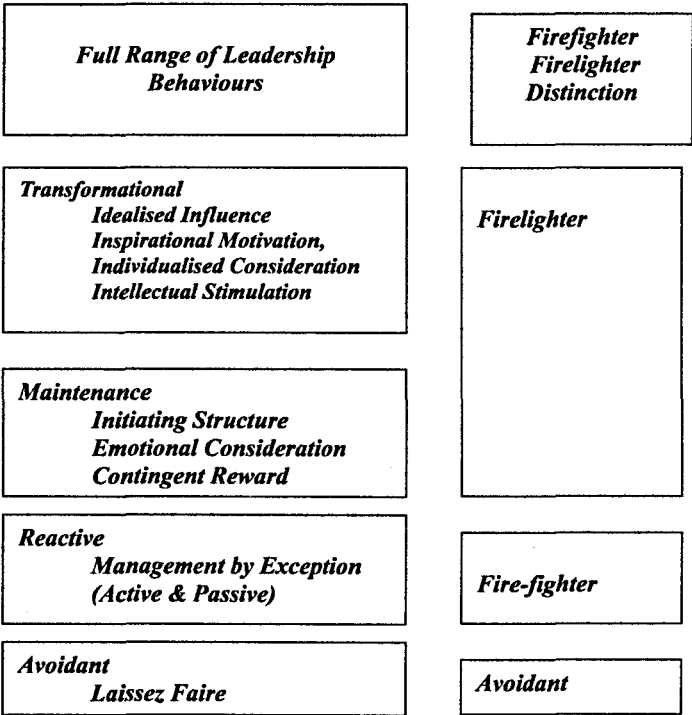 Full Range of Leadership
Behaviours
Firefighter
Firelighter
Distinction
Transformational
Idealised Influence
Inspirational Motivation,
Individualised Consideration
Intellectual Stimulation
Firelighter
Maintenance
Initiating Structure
Emotional Consideration
Contingent Reward
Reactive
Management by Exception
(Active & Passive)
Fire-fighter
Avoidant
Laissez Faire
Avoidant